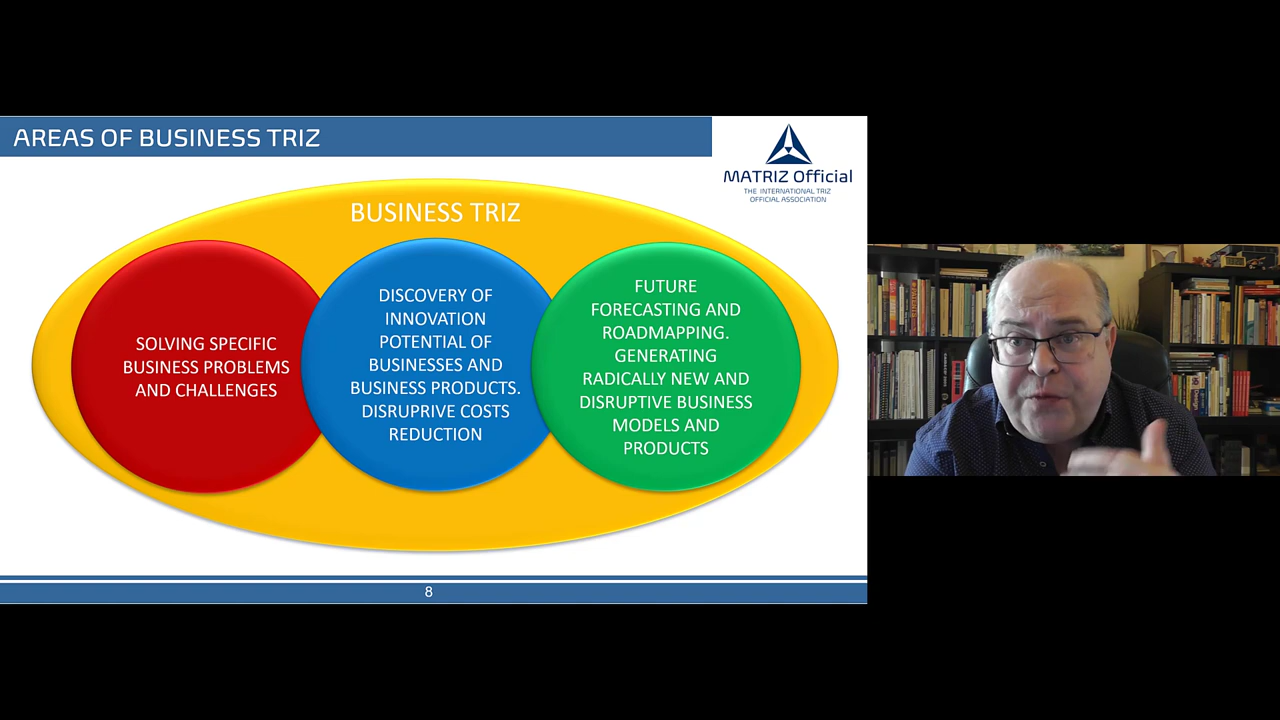 AREAS OF BUSINESS TRIZ
MATRIZ Official
THE INTERNATIONAL TRIZ
OFFICIAL ASSOCIATION
BUSINESS TRIZ
SOLVING SPECIFIC
BUSINESS PROBLEMS
AND CHALLENGES
DISCOVERY OF
INNOVATION
POTENTIAL OF
BUSINESSES AND
BUSINESS PRODUCTS.
DISRUPRIVE COSTS
REDUCTION
FUTURE
FORECASTING AND
ROADMAPPING.
GENERATING
RADICALLY NEW AND
DISRUPTIVE BUSINESS
MODELS AND
PRODUCTS
8